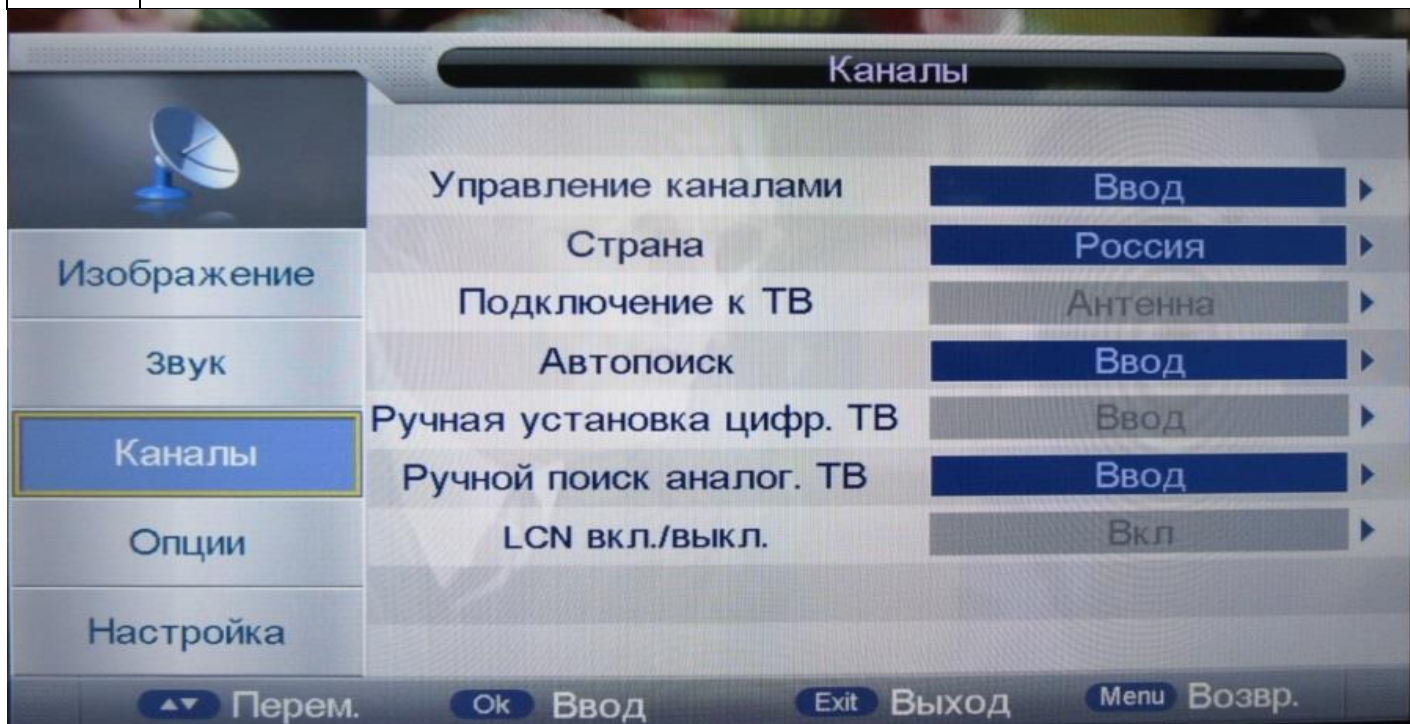 Каналы
Управление каналами Ввод
Страна Россия
Изображение
Подключение к ТВ Антенна
Звук
Автопоиск Ввод
Ручная установка цифр. ТВ Ввод
Каналы
Ручной поиск аналог. ТВ Ввод
Опции
LCN вкл./выкл. Вкл
Настройка
Перем. Ok Ввод Exit Выход Menu Возвр.